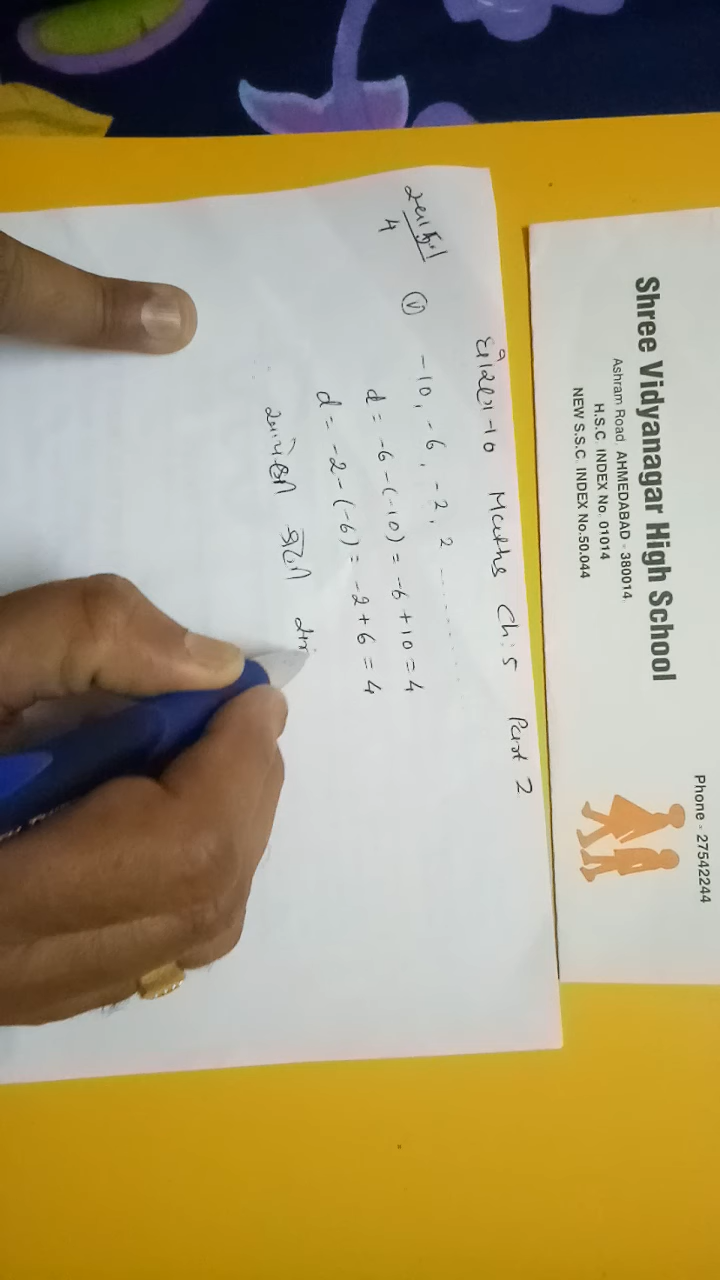 Shree Vidyanagar High School
Ashram Road, AHMEDABAD - 380014.
H.S.C. INDEX No. 01014
NEW S.S.C. INDEX No.50.044
Phone - 27542244
ધોરણ-10 Maths Ch:5 Part 2
4 (v) -10, -6, -2, 2 ..........
d = -6-(-10) = -6+10 = 4
d = -2-(-6) = -2+6 = 4